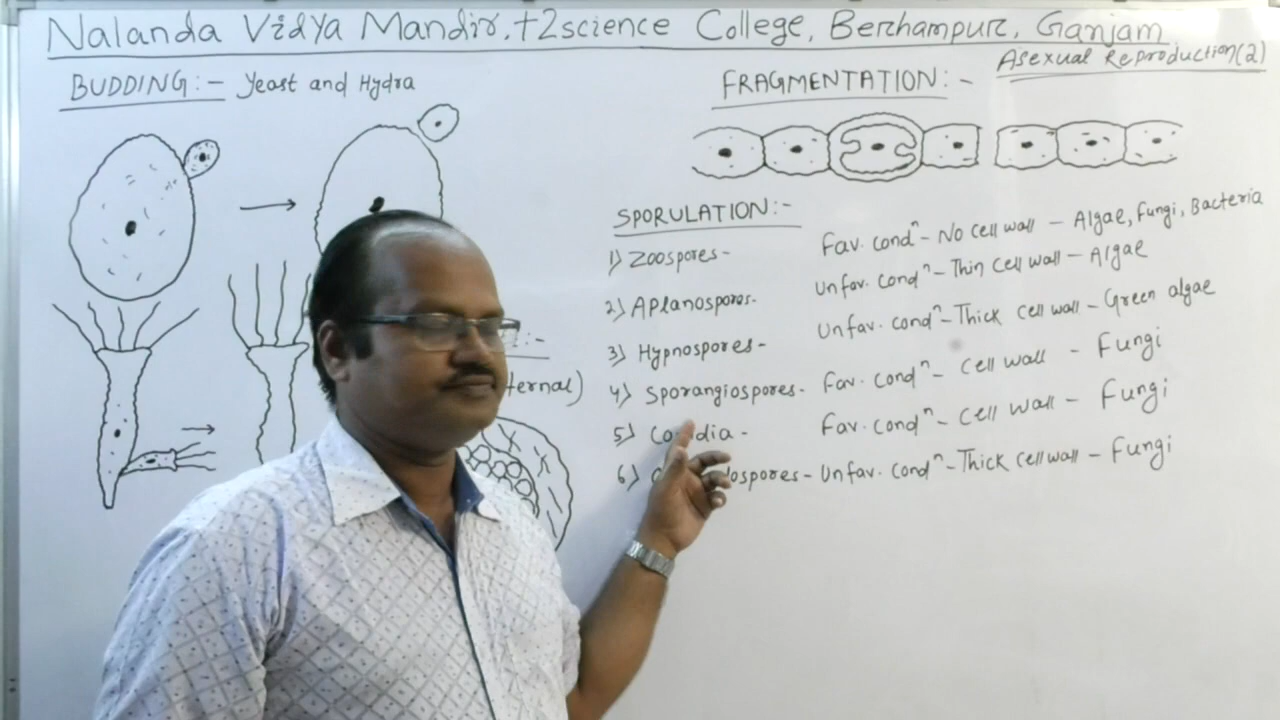 Nalanda Vidya Mandir, +2science College, Berhampur, Ganjam
Asexual Reproduction(2)
BUDDING:- Yeast and Hydra
FRAGMENTATION:-
SPORULATION:-
1) Zoospores- Fav. condⁿ- No cell wall - Algae, Fungi, Bacteria
2) Aplanospores- Unfav. condⁿ- Thin cell wall - Algae
3) Hypnospores- Unfav. condⁿ- Thick cell wall - Green algae
4) Sporangiospores- Fav. condⁿ- cell wall - Fungi
5) Co dia- Fav. condⁿ- cell wall - Fungi
6) dospores- Unfav. condⁿ- Thick cell wall - Fungi
ternal)